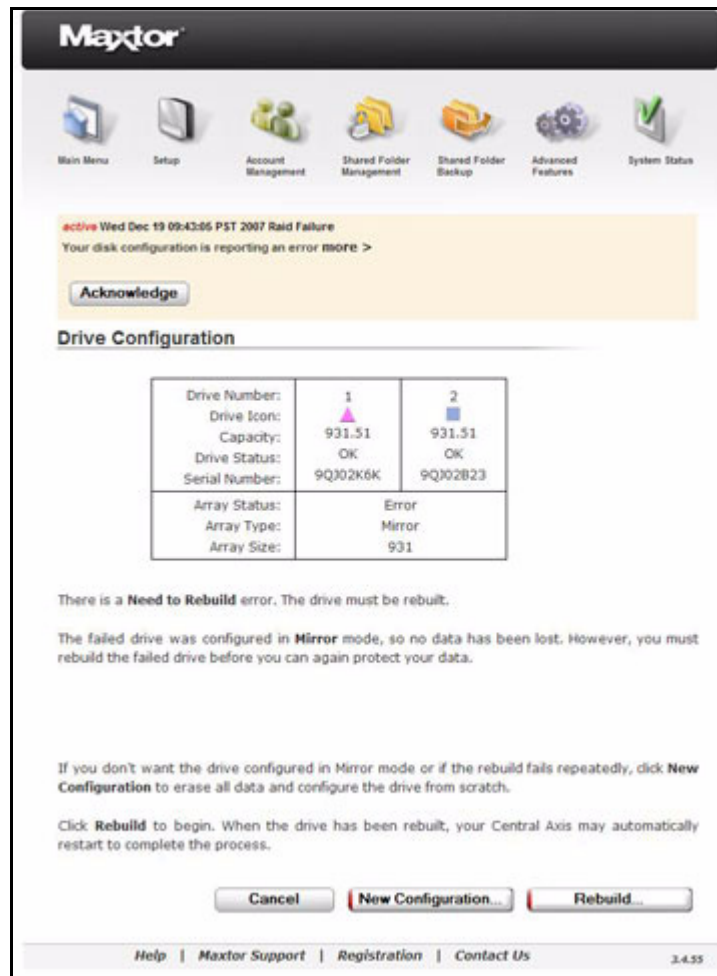 Maxtor
Main Menu
Setup
Account Management
Shared Folder Management
Shared Folder Backup
Advanced Features
System Status
active Wed Dec 19 09:43:05 PST 2007 Raid Failure
Your disk configuration is reporting an error more >
Acknowledge
Drive Configuration
Drive Number: 1 2
Drive Icon:
Capacity: 931.51 931.51
Drive Status: OK OK
Serial Number: 9QJ02K6K 9QJ02B23
Array Status: Error
Array Type: Mirror
Array Size: 931
There is a Need to Rebuild error. The drive must be rebuilt.
The failed drive was configured in Mirror mode, so no data has been lost. However, you must
rebuild the failed drive before you can again protect your data.
If you don't want the drive configured in Mirror mode or if the rebuild fails repeatedly, click New
Configuration to erase all data and configure the drive from scratch.
Click Rebuild to begin. When the drive has been rebuilt, your Central Axis may automatically
restart to complete the process.
Cancel
New Configuration...
Rebuild...
Help | Maxtor Support | Registration | Contact Us
3.4.55